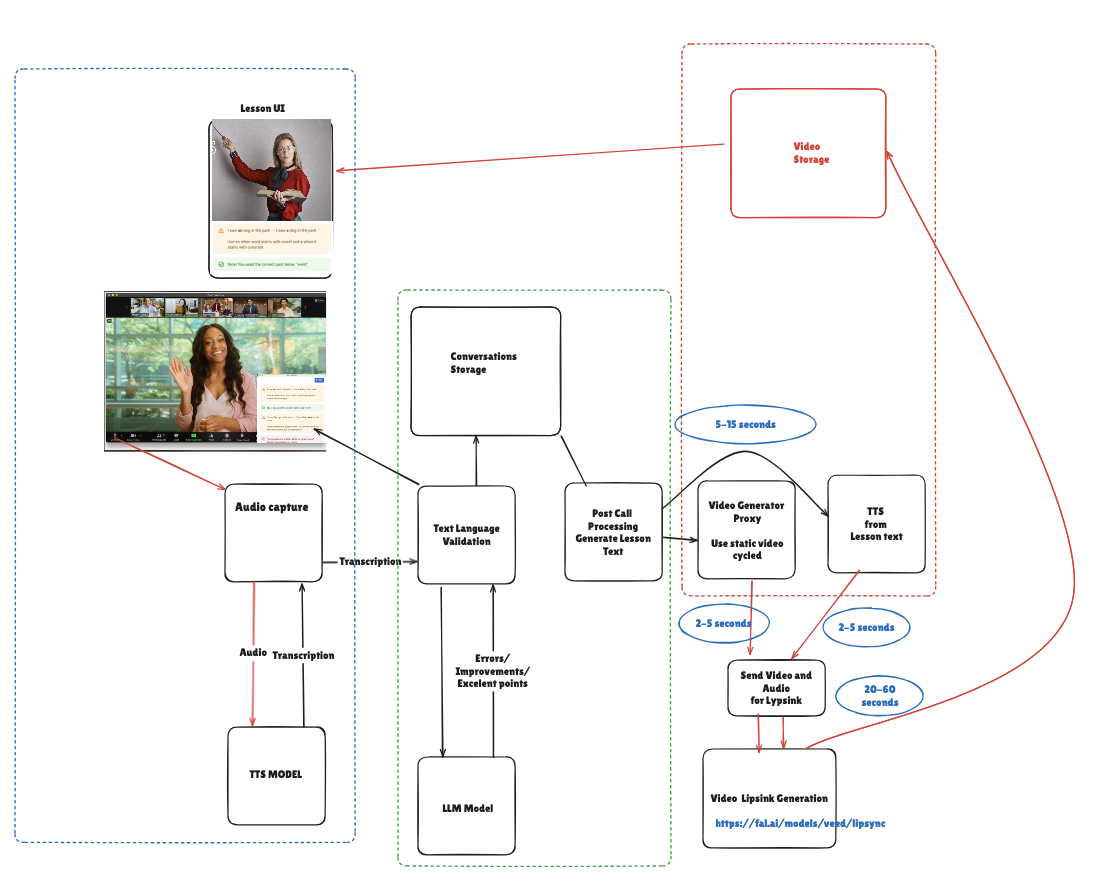 Lesson UI
I saw an dog in the park → I saw a dog in the park
Use an when word starts with vowel and a when it
starts with constant
Nice! You used the correct past tense "went".
Video
Storage
Conversations
Storage
5-15 seconds
Audio capture
Text Language
Validation
Post Call
Processing
Generate Lesson
Text
Video Generator
Proxy
Use static video
cycled
TTS
from
Lesson text
Transcription
2-5 seconds
2-5 seconds
Audio
Transcription
Errors/
Improvements/
Excelent points
Send Video and
Audio
for Lypsink
20-60
seconds
TTS MODEL
LLM Model
Video Lipsink Generation
https://fal.ai/models/veed/lipsync